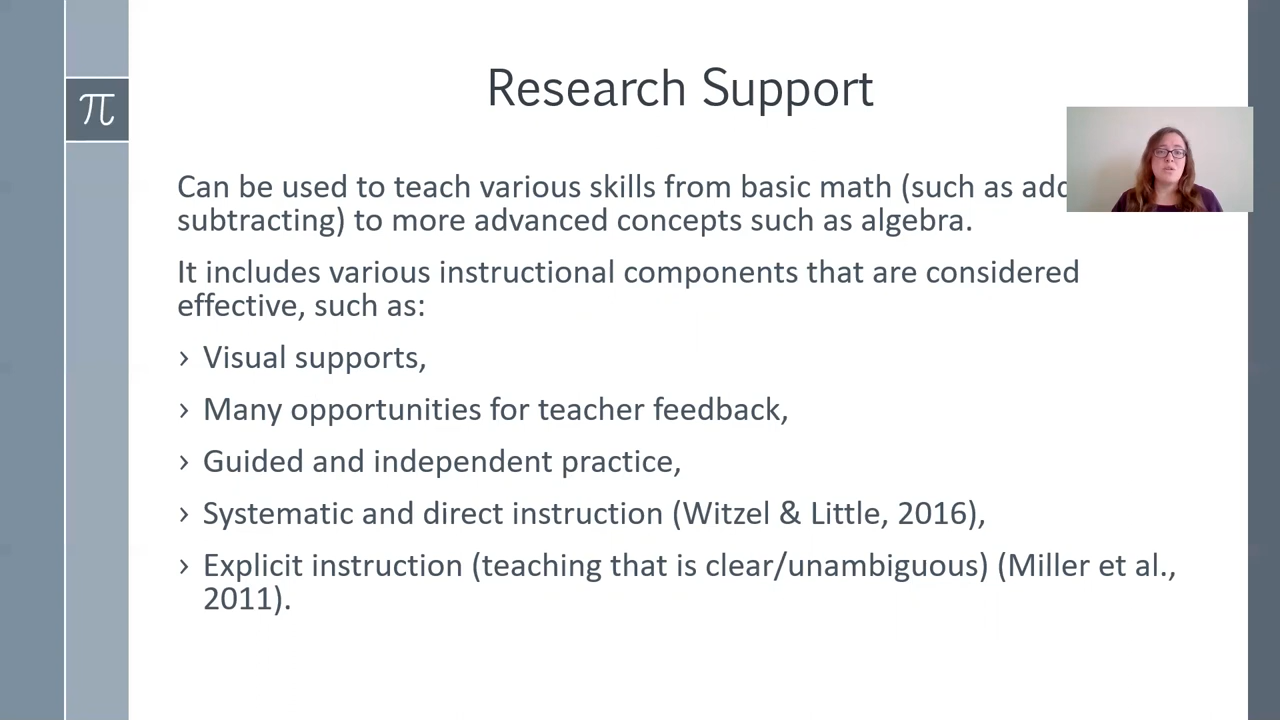 π
Research Support
Can be used to teach various skills from basic math (such as
subtracting) to more advanced concepts such as algebra.
It includes various instructional components that are considered
effective, such as:
› Visual supports,
› Many opportunities for teacher feedback,
› Guided and independent practice,
› Systematic and direct instruction (Witzel & Little, 2016),
› Explicit instruction (teaching that is clear/unambiguous) (Miller et al.,
2011).